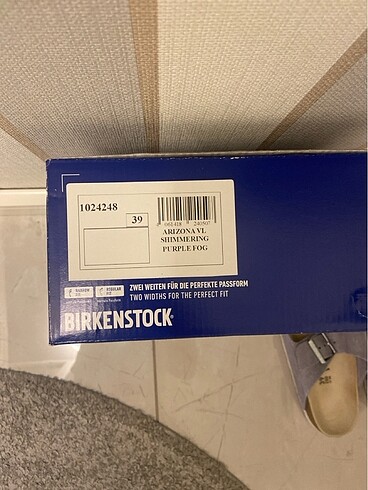 1024248
39
ARIZONA VL
SHIMMERING
PURPLE FOG
ZWEI WEITEN FÜR DIE PERFEKTE PASSFORM
TWO WIDTHS FOR THE PERFECT FIT
BIRKENSTOCK